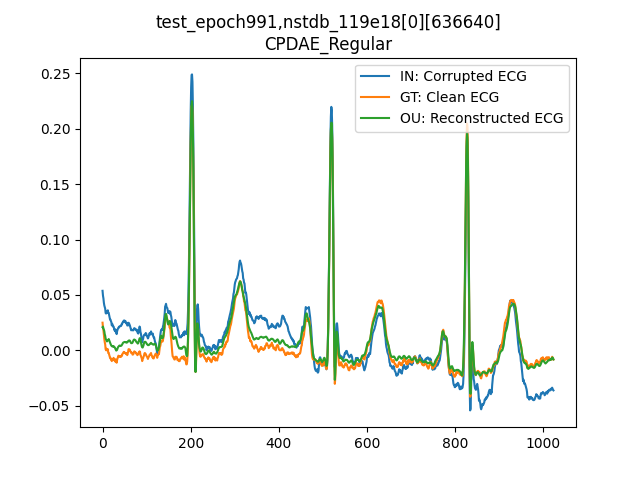 test_epoch991,nstdb_119e18[0][636640]
CPDAE_Regular
IN: Corrupted ECG
GT: Clean ECG
OU: Reconstructed ECG
0.25
0.20
0.15
0.10
0.05
0.00
−0.05
0 200 400 600 800 1000